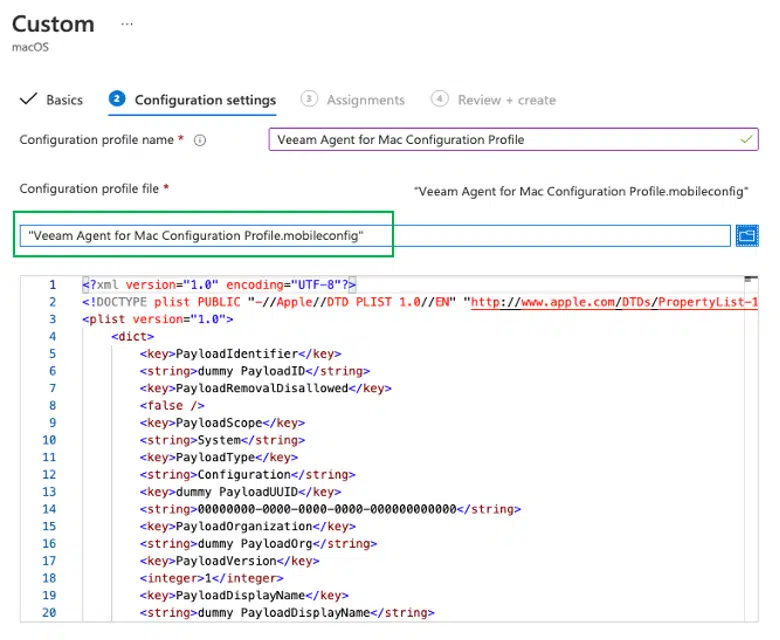 Custom ...
macOS
Basics 2 Configuration settings 3 Assignments 4 Review + create
Configuration profile name * Veeam Agent for Mac Configuration Profile
Configuration profile file * "Veeam Agent for Mac Configuration Profile.mobileconfig"
"Veeam Agent for Mac Configuration Profile.mobileconfig"
1 <?xml version="1.0" encoding="UTF-8"?>
2 <!DOCTYPE plist PUBLIC "-//Apple//DTD PLIST 1.0//EN" "http://www.apple.com/DTDs/PropertyList-1
3 <plist version="1.0">
4 <dict>
5 <key>PayloadIdentifier</key>
6 <string>dummy PayloadID</string>
7 <key>PayloadRemovalDisallowed</key>
8 <false />
9 <key>PayloadScope</key>
10 <string>System</string>
11 <key>PayloadType</key>
12 <string>Configuration</string>
13 <key>dummy PayloadUUID</key>
14 <string>00000000-0000-0000-0000-000000000000</string>
15 <key>PayloadOrganization</key>
16 <string>dummy PayloadOrg</string>
17 <key>PayloadVersion</key>
18 <integer>1</integer>
19 <key>PayloadDisplayName</key>
20 <string>dummy PayloadDisplayName</string>